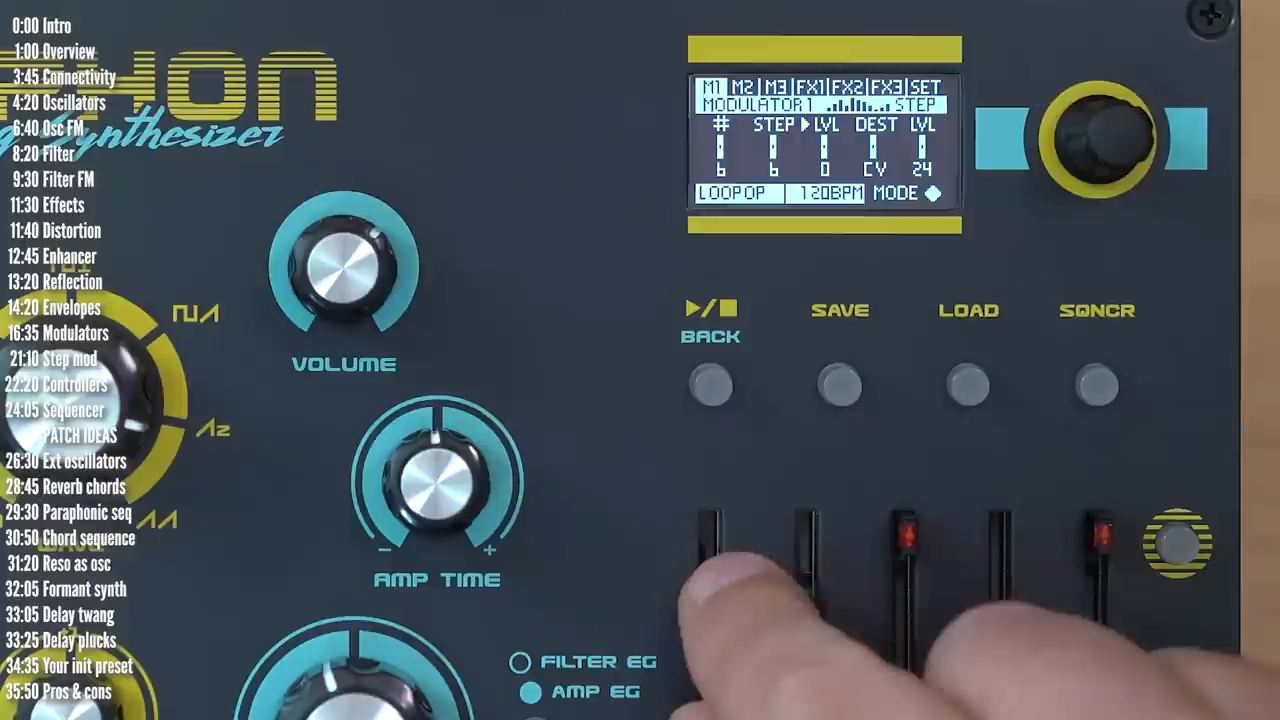 0:00 Intro
1:00 Overview
3:45 Connectivity
4:20 Oscillators
6:40 Osc FM
8:20 Filter
9:30 Filter FM
11:30 Effects
11:40 Distortion
12:45 Enhancer
13:20 Reflection
14:20 Envelopes
16:35 Modulators
21:10 Step mod
22:20 Controllers
24:05 Sequencer
PATCH IDEAS
26:30 Ext oscillators
28:45 Reverb chords
29:30 Paraphonic seq
30:50 Chord sequence
31:20 Reso as osc
32:05 Formant synth
33:05 Delay twang
33:25 Delay plucks
34:35 Your init preset
35:50 Pros & cons
Synthesizer
VOLUME
AMP TIME
- +
FILTER EG
AMP EG
M1 M2 M3 FX1 FX2 FX3 SET
MODULATOR1 STEP
# STEP LVL DEST LVL
6 6 0 CV 24
LOOPOP 120BPM MODE
BACK
SAVE
LOAD
SQNCR